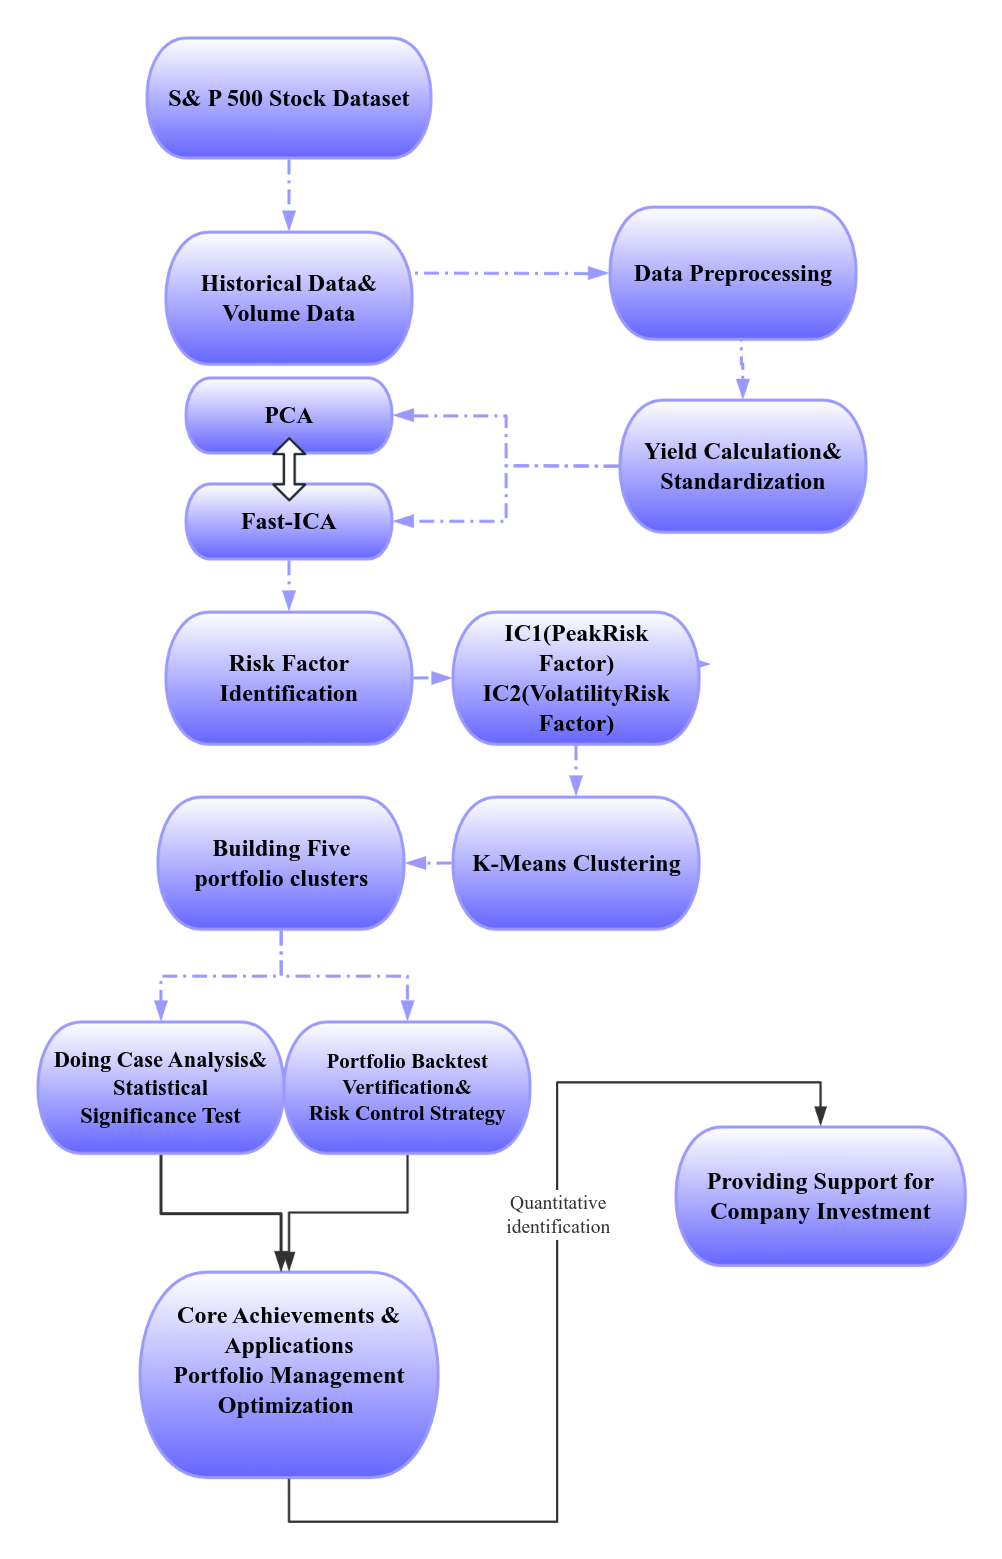 S& P 500 Stock Dataset
Historical Data&
Volume Data
Data Preprocessing
PCA
Yield Calculation&
Standardization
Fast-ICA
Risk Factor
Identification
IC1(PeakRisk
Factor)
IC2(VolatilityRisk
Factor)
Building Five
portfolio clusters
K-Means Clustering
Doing Case Analysis&
Statistical
Significance Test
Portfolio Backtest
Vertification&
Risk Control Strategy
Quantitative
identification
Providing Support for
Company Investment
Core Achievements &
Applications
Portfolio Management
Optimization